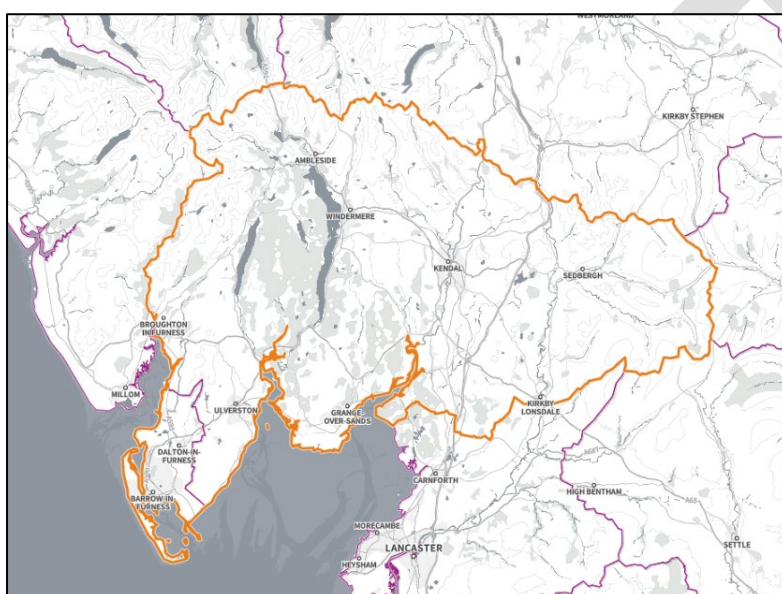 WESTMORLAND
KIRKBY STEPHEN
AMBLESIDE
WINDERMERE
KENDAL
SEDBERGH
BROUGHTON
IN FURNESS
MILLOM
ULVERSTON
GRANGE
OVER-SANDS
KIRKBY
LONSDALE
DALTON-IN-
FURNESS
BARROW-IN
FURNESS
CARNFORTH
HIGH BENTHAM
A65
MORECAMBE
LANCASTER
HEYSHAM
SETTLE